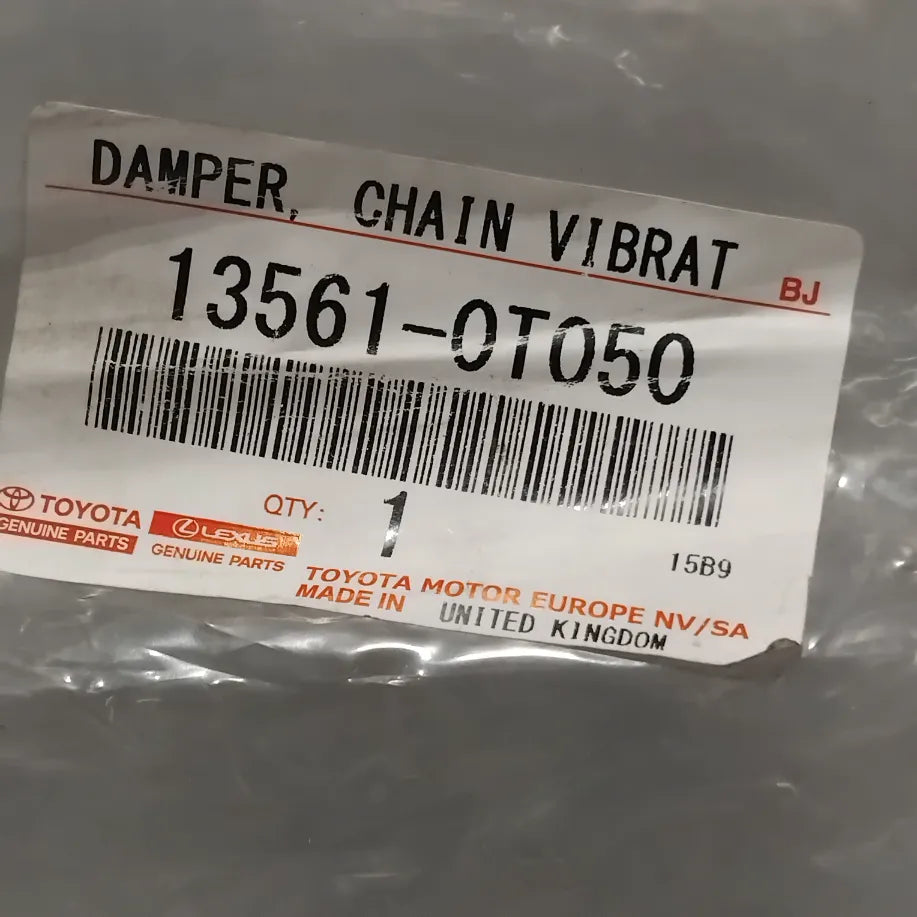 DAMPER, CHAIN VIBRAT
BJ
13561-0T050
TOYOTA
GENUINE PARTS
LEXUS
GENUINE PARTS
QTY: 1
15B9
TOYOTA MOTOR EUROPE NV/SA
MADE IN UNITED KINGDOM